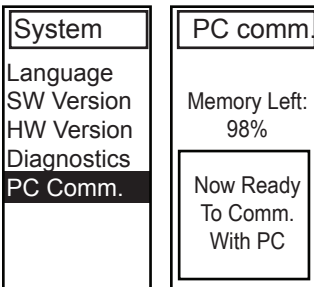 System
Language
SW Version
HW Version
Diagnostics
PC Comm.
PC comm.
Memory Left:
98%
Now Ready
To Comm.
With PC